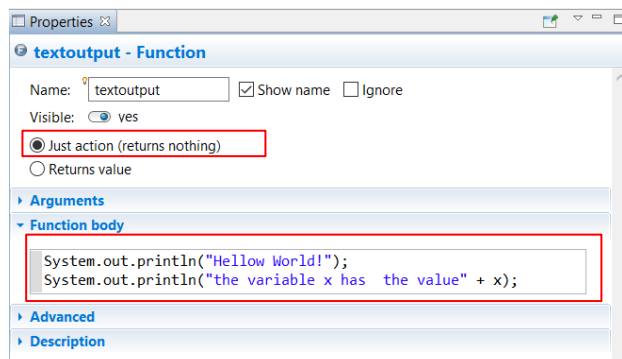 Properties
textoutput - Function
Name: textoutput Show name Ignore
Visible: yes
Just action (returns nothing)
Returns value
Arguments
Function body
System.out.println("Hellow World!");
System.out.println("the variable x has  the value" + x);
Advanced
Description